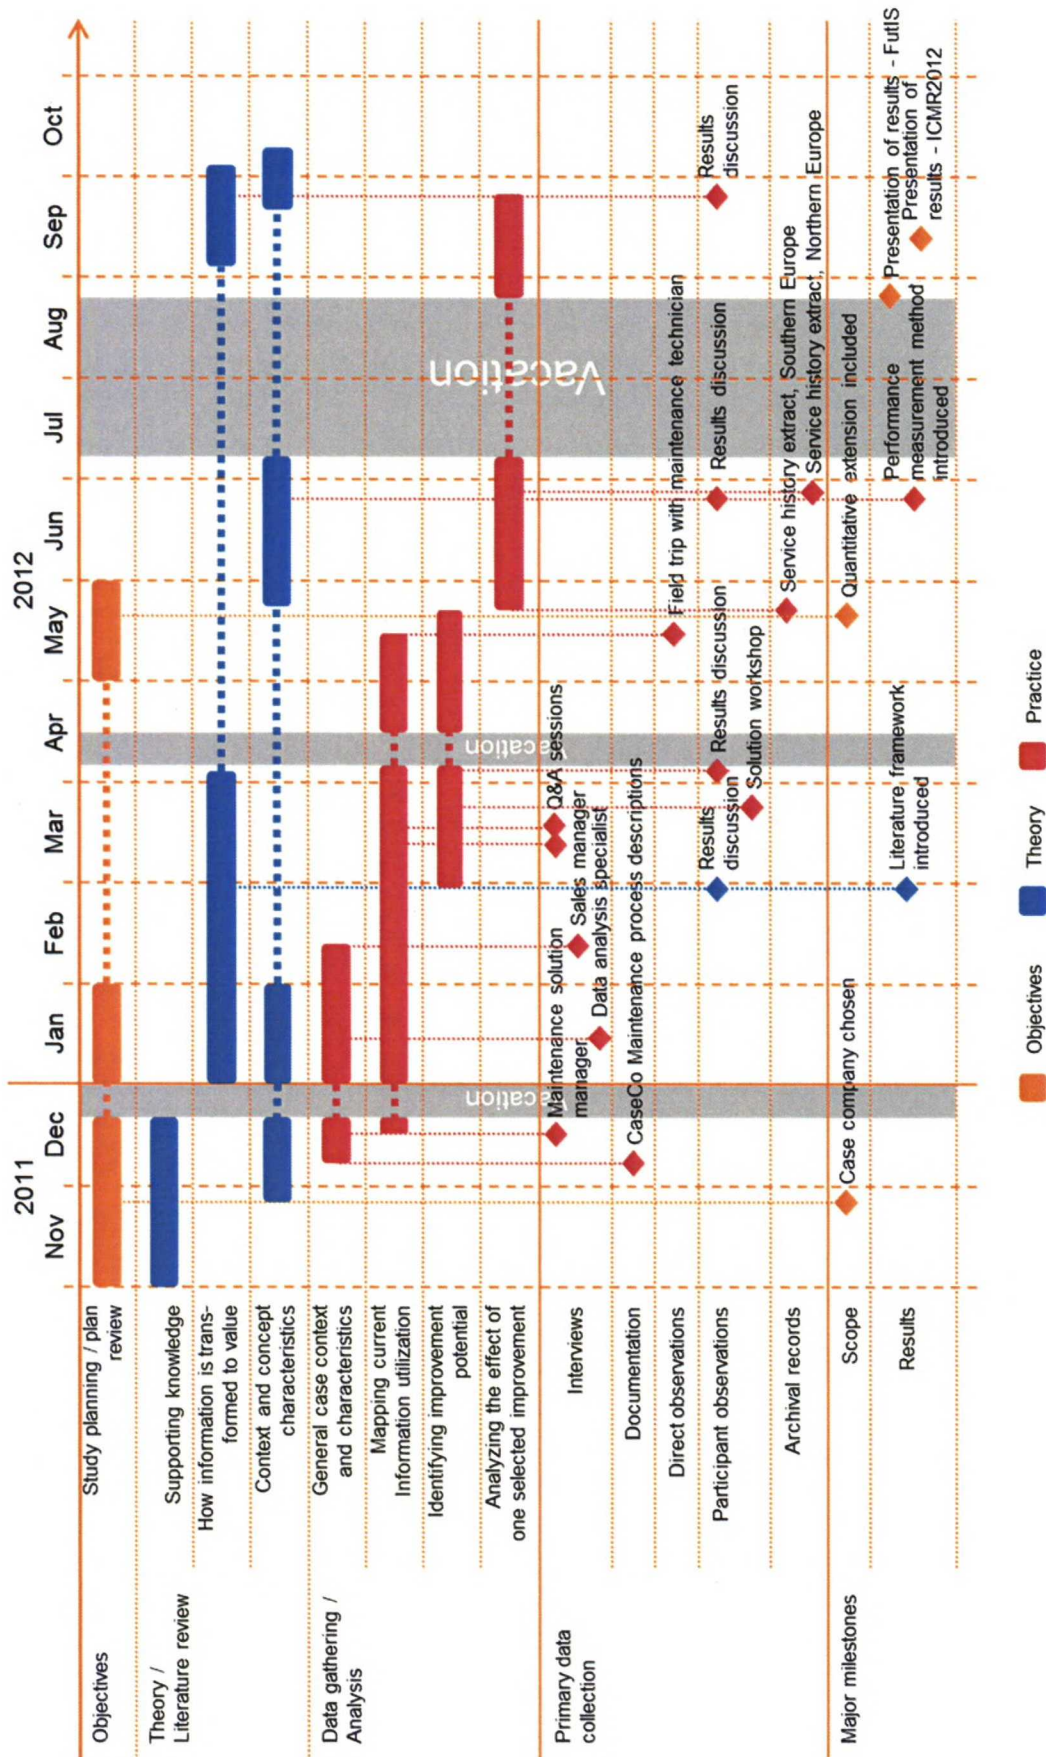 2011
2012
Nov
Dec
Jan
Feb
Mar
Apr
May
Jun
Jul
Aug
Sep
Oct
Objectives
Study planning / plan
review
Theory /
Literature review
Supporting knowledge
How information is trans-
formed to value
Context and concept
characteristics
Data gathering /
Analysis
General case context
and characteristics
Mapping current
Information utilization
Identifying improvement
potential
Analyzing the effect of
one selected improvement
Vacation
Vacation
Vacation
Primary data
collection
Interviews
Maintenance solution
manager
Sales manager
Data analysis specialist
Q&A sessions
Documentation
CaseCo Maintenance process descriptions
Direct observations
Field trip with maintenance technician
Participant observations
Results
discussion
Results discussion
Solution workshop
Results discussion
Results
discussion
Archival records
Service history extract, Southern Europe
Service history extract, Northern Europe
Major milestones
Scope
Case company chosen
Quantitative extension included
Results
Literature framework
introduced
Performance
measurement method
introduced
Presentation of results - FutIS
Presentation of
results - ICMR2012
Objectives
Theory
Practice